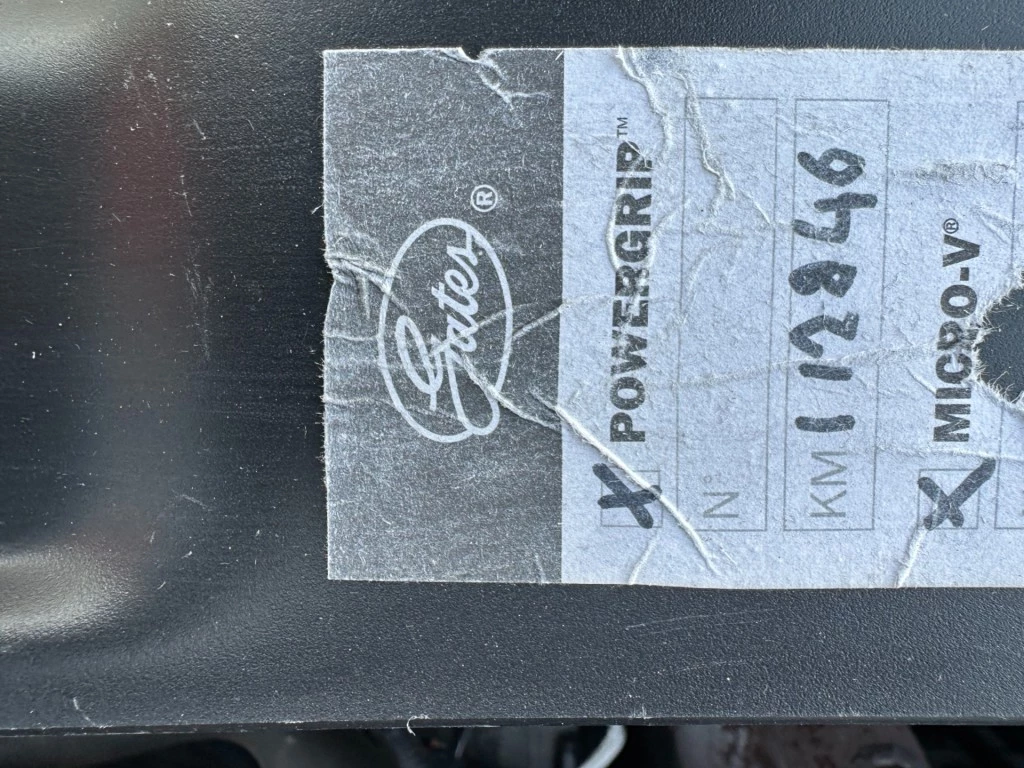 Gates®
X POWERGRIP™
N°
KM 112846
X MICRO-V®